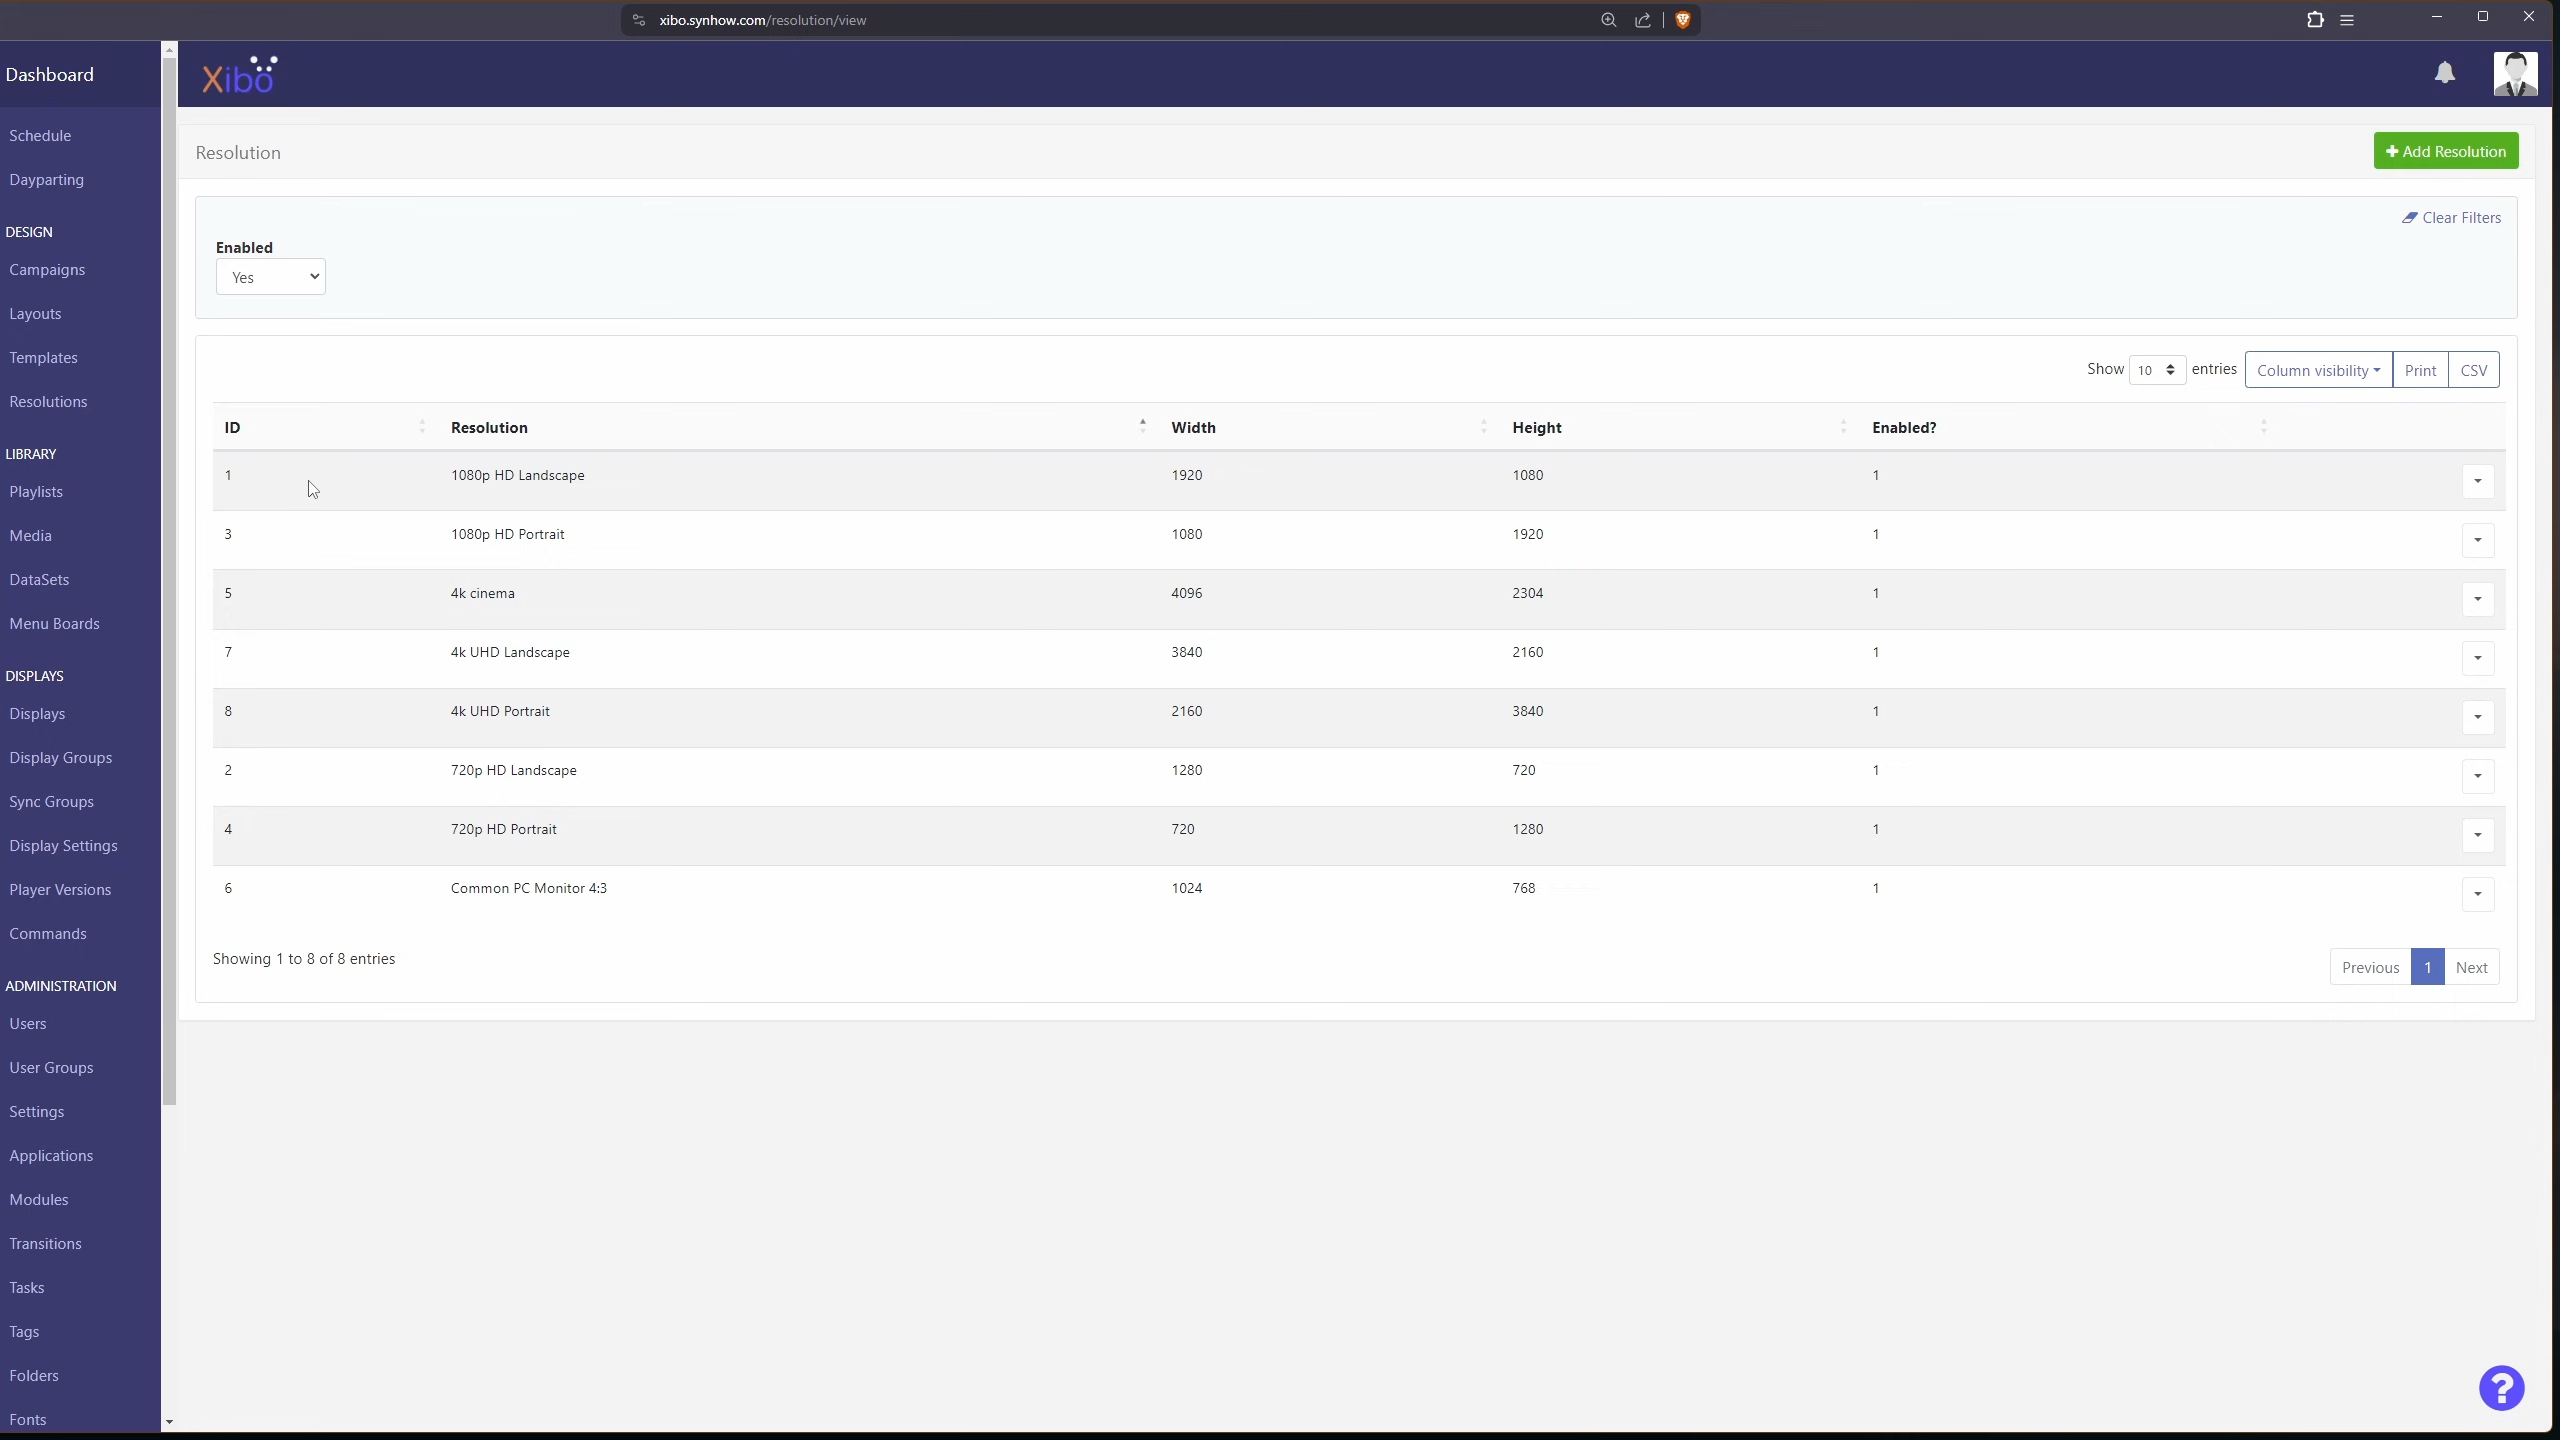 xibo.synhow.com/resolution/view
Dashboard
Xibo
Schedule
Dayparting
DESIGN
Campaigns
Layouts
Templates
Resolutions
LIBRARY
Playlists
Media
DataSets
Menu Boards
DISPLAYS
Displays
Display Groups
Sync Groups
Display Settings
Player Versions
Commands
ADMINISTRATION
Users
User Groups
Settings
Applications
Modules
Transitions
Tasks
Tags
Folders
Fonts
Resolution
Add Resolution
Clear Filters
Enabled
Yes
Show 10 entries Column visibility Print CSV
ID Resolution Width Height Enabled?
1 1080p HD Landscape 1920 1080 1
3 1080p HD Portrait 1080 1920 1
5 4k cinema 4096 2304 1
7 4k UHD Landscape 3840 2160 1
8 4k UHD Portrait 2160 3840 1
2 720p HD Landscape 1280 720 1
4 720p HD Portrait 720 1280 1
6 Common PC Monitor 4:3 1024 768 1
Showing 1 to 8 of 8 entries
Previous 1 Next
?